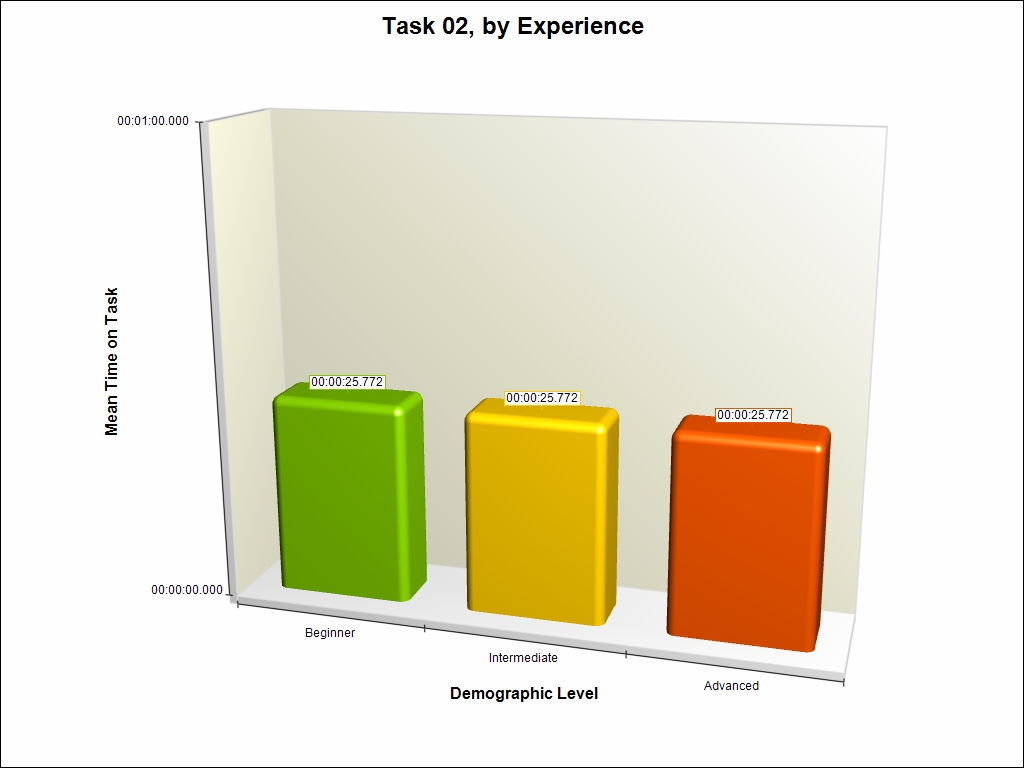 Task 02, by Experience
00:01:00.000
Mean Time on Task
00:00:25.772
00:00:25.772
00:00:25.772
00:00:00.000
Beginner
Intermediate
Advanced
Demographic Level